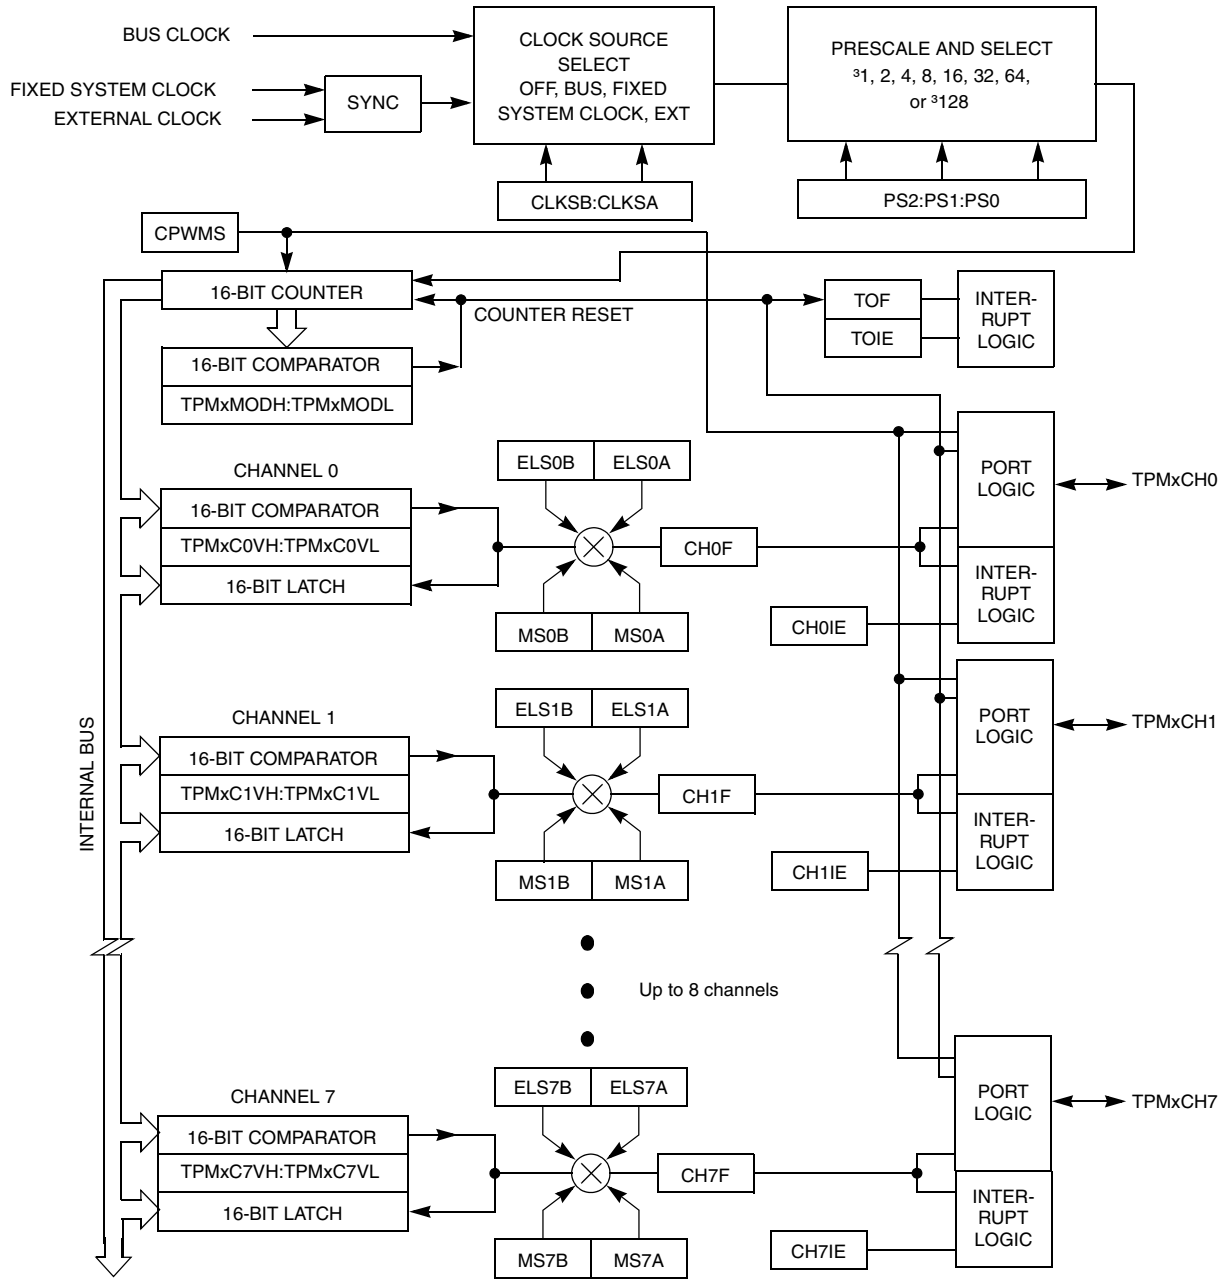 BUS CLOCK
FIXED SYSTEM CLOCK
EXTERNAL CLOCK
SYNC
CLOCK SOURCE
SELECT
OFF, BUS, FIXED
SYSTEM CLOCK, EXT
PRESCALE AND SELECT
³1, 2, 4, 8, 16, 32, 64,
or ³128
CLKSB:CLKSA
PS2:PS1:PS0
CPWMS
16-BIT COUNTER
COUNTER RESET
TOF
TOIE
INTER-
RUPT
LOGIC
16-BIT COMPARATOR
TPMxMODH:TPMxMODL
INTERNAL BUS
CHANNEL 0
16-BIT COMPARATOR
TPMxC0VH:TPMxC0VL
16-BIT LATCH
ELS0B
ELS0A
MS0B
MS0A
CH0F
CH0IE
PORT
LOGIC
INTER-
RUPT
LOGIC
TPMxCH0
CHANNEL 1
16-BIT COMPARATOR
TPMxC1VH:TPMxC1VL
16-BIT LATCH
ELS1B
ELS1A
MS1B
MS1A
CH1F
CH1IE
PORT
LOGIC
INTER-
RUPT
LOGIC
TPMxCH1
Up to 8 channels
CHANNEL 7
16-BIT COMPARATOR
TPMxC7VH:TPMxC7VL
16-BIT LATCH
ELS7B
ELS7A
MS7B
MS7A
CH7F
CH7IE
PORT
LOGIC
INTER-
RUPT
LOGIC
TPMxCH7